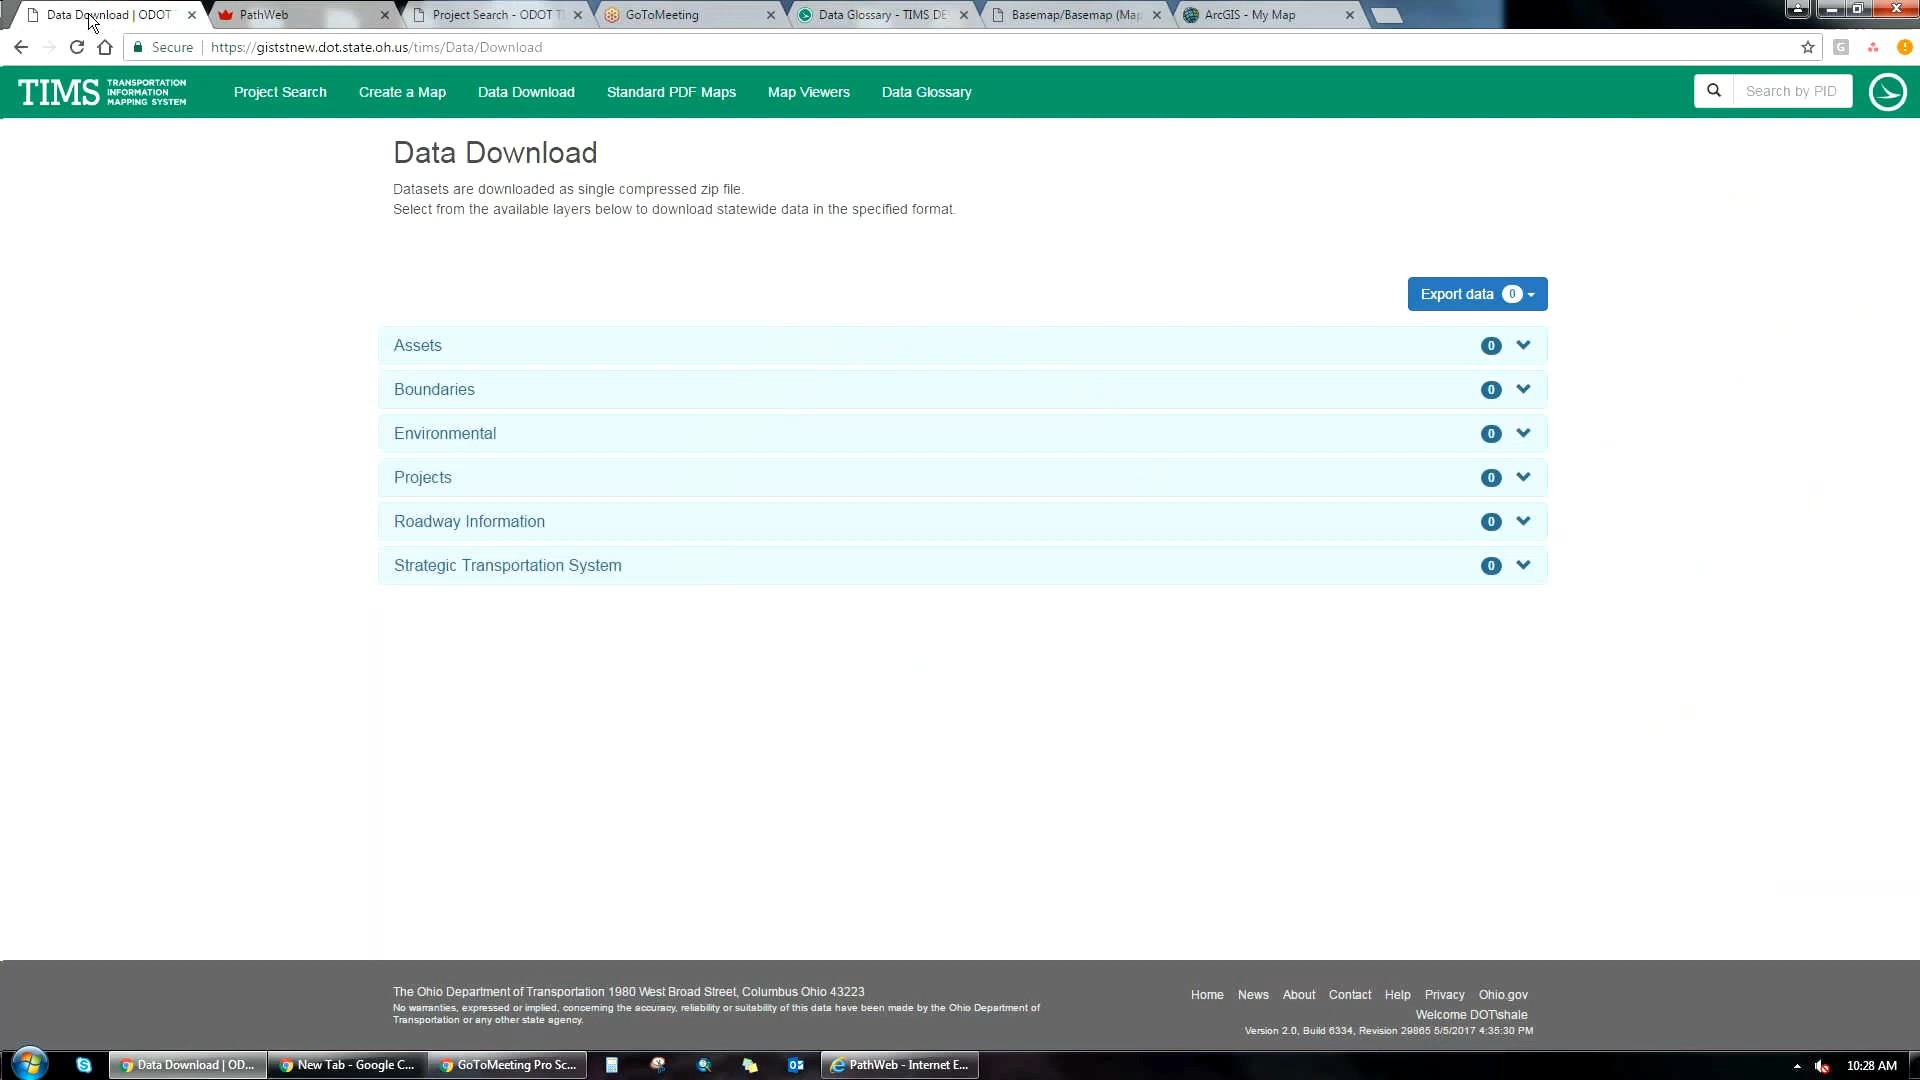 Data Download | ODOT
PathWeb
Project Search - ODOT TI
GoToMeeting
Data Glossary - TIMS DE
Basemap/Basemap (Map
ArcGIS - My Map
Secure
https://giststnew.dot.state.oh.us/tims/Data/Download
TIMS
TRANSPORTATION
INFORMATION
MAPPING SYSTEM
Project Search
Create a Map
Data Download
Standard PDF Maps
Map Viewers
Data Glossary
Search by PID
Data Download
Datasets are downloaded as single compressed zip file.
Select from the available layers below to download statewide data in the specified format.
Export data 0
Assets 0
Boundaries 0
Environmental 0
Projects 0
Roadway Information 0
Strategic Transportation System 0
The Ohio Department of Transportation 1980 West Broad Street, Columbus Ohio 43223
No warranties, expressed or implied, concerning the accuracy, reliability or suitability of this data have been made by the Ohio Department of
Transportation or any other state agency.
Home News About Contact Help Privacy Ohio.gov
Welcome DOT\shale
Version 2.0, Build 6334, Revision 29865 5/5/2017 4:35:30 PM
Data Download | OD...
New Tab - Google C...
GoToMeeting Pro Sc...
PathWeb - Internet E...
10:28 AM